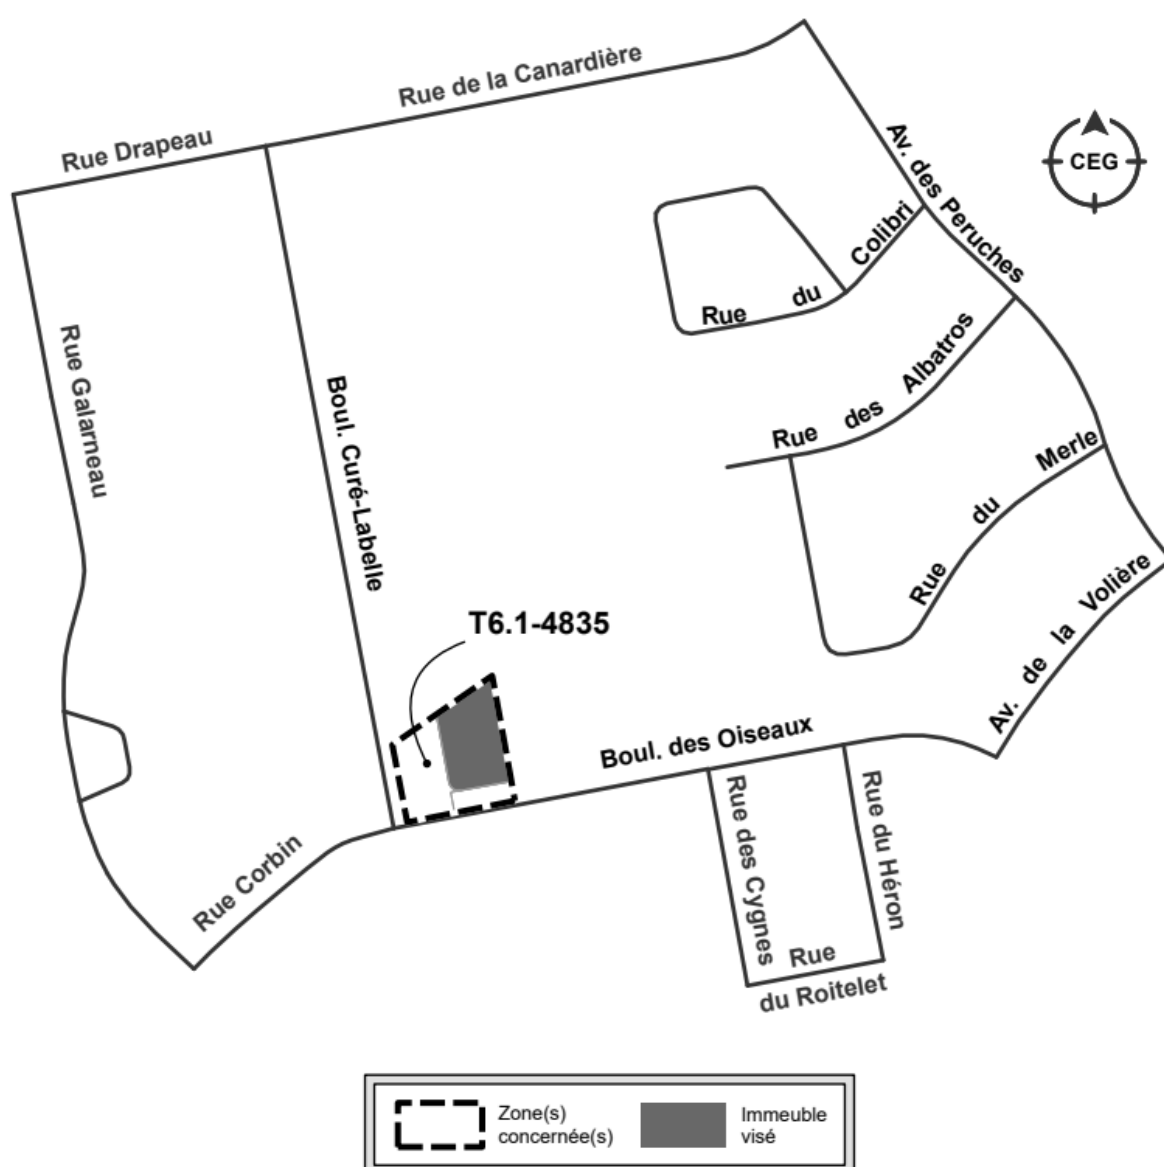 Rue de la Canardière
Rue Drapeau
CEG
Av. des Peruches
Rue du Colibri
Rue Galarneau
Boul. Curé-Labelle
Rue des Albatros
Rue du Merle
Av. de la Volière
T6.1-4835
Boul. des Oiseaux
Rue Corbin
Rue des Cygnes
Rue du Héron
Rue
du Roitelet
Zone(s)
concernée(s)
Immeuble
visé